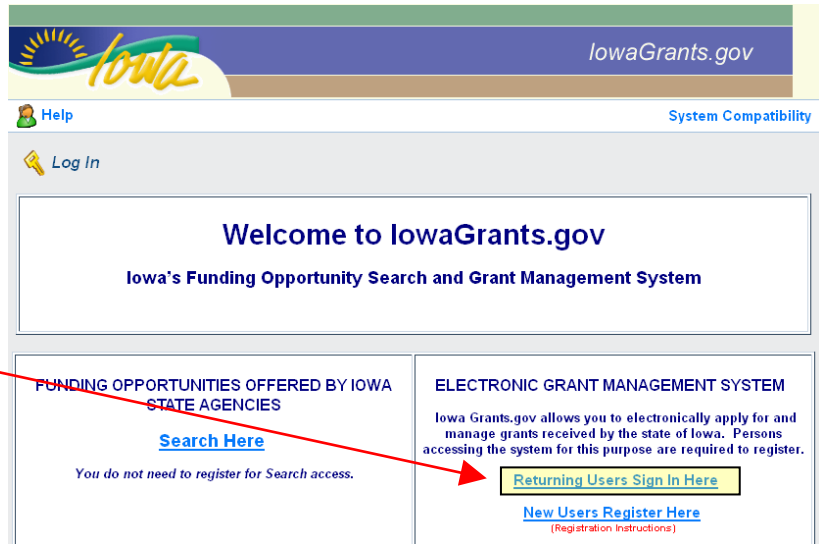 Iowa
IowaGrants.gov
Help
System Compatibility
Log In
Welcome to IowaGrants.gov
Iowa's Funding Opportunity Search and Grant Management System
FUNDING OPPORTUNITIES OFFERED BY IOWA
STATE AGENCIES
Search Here
You do not need to register for Search access.
ELECTRONIC GRANT MANAGEMENT SYSTEM
Iowa Grants.gov allows you to electronically apply for and
manage grants received by the state of Iowa. Persons
accessing the system for this purpose are required to register.
Returning Users Sign In Here
New Users Register Here
(Registration Instructions)